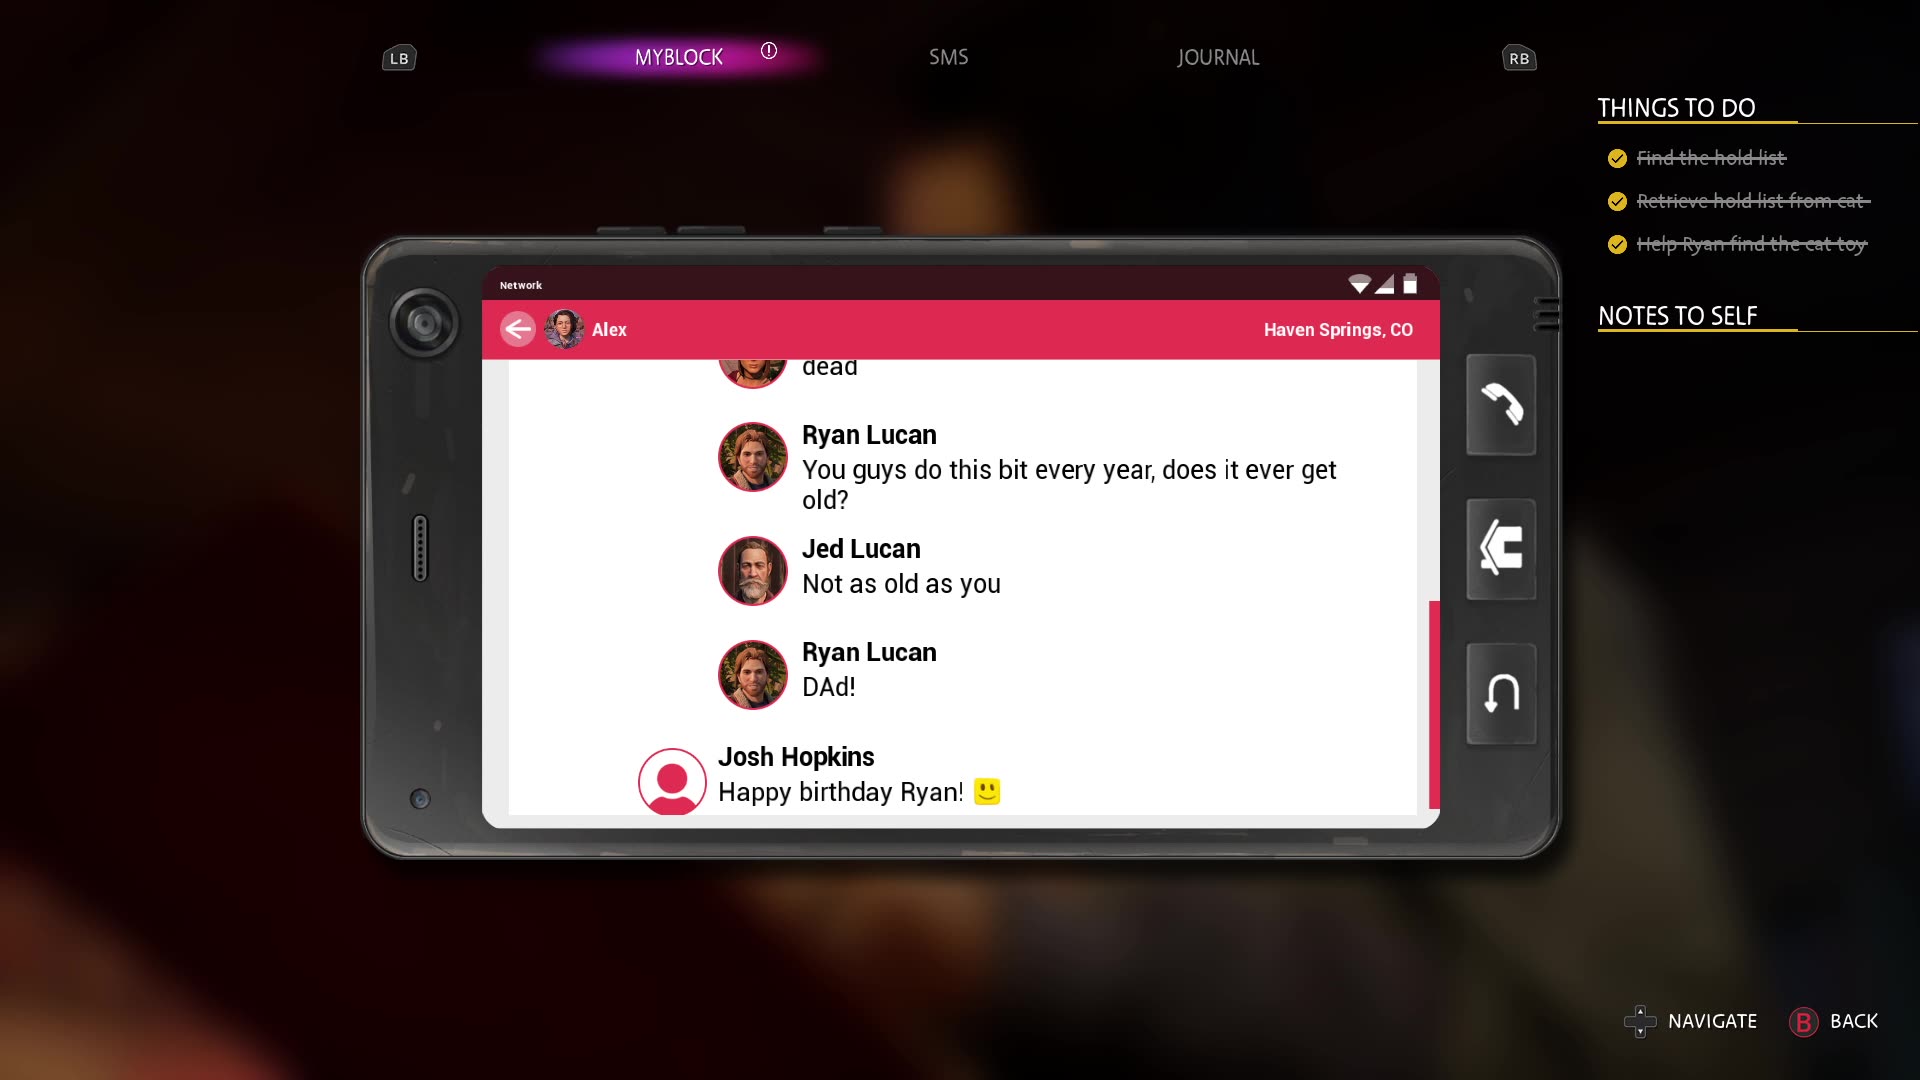 LB
MYBLOCK
SMS
JOURNAL
RB
THINGS TO DO
Find the hold list
Retrieve hold list from cat
Help Ryan find the cat toy
NOTES TO SELF
Network
Alex
Haven Springs, CO
dead
Ryan Lucan
You guys do this bit every year, does it ever get
old?
Jed Lucan
Not as old as you
Ryan Lucan
DAd!
Josh Hopkins
Happy birthday Ryan!
NAVIGATE
B BACK